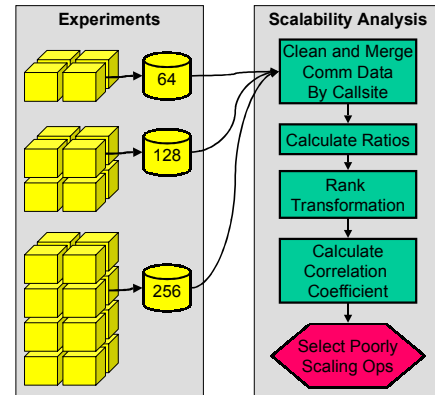 Experiments
64
128
256
Scalability Analysis
Clean and Merge
Comm Data
By Callsite
Calculate Ratios
Rank
Transformation
Calculate
Correlation
Coefficient
Select Poorly
Scaling Ops